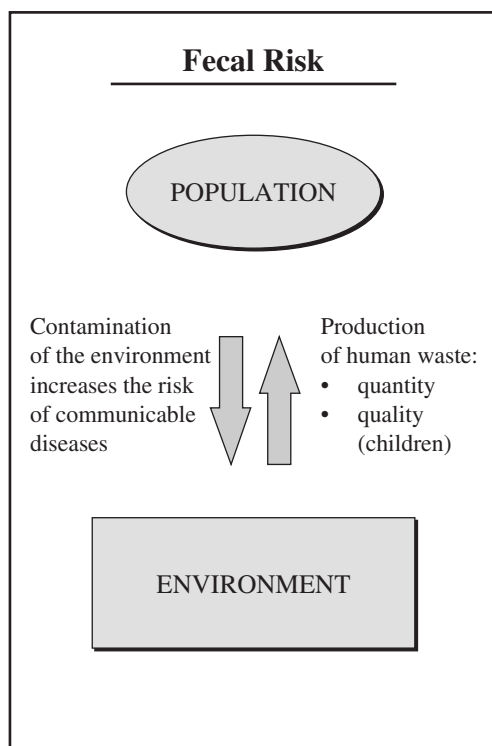 Fecal Risk
POPULATION
Contamination
of the environment
increases the risk
of communicable
diseases
Production
of human waste:
• quantity
• quality
(children)
ENVIRONMENT